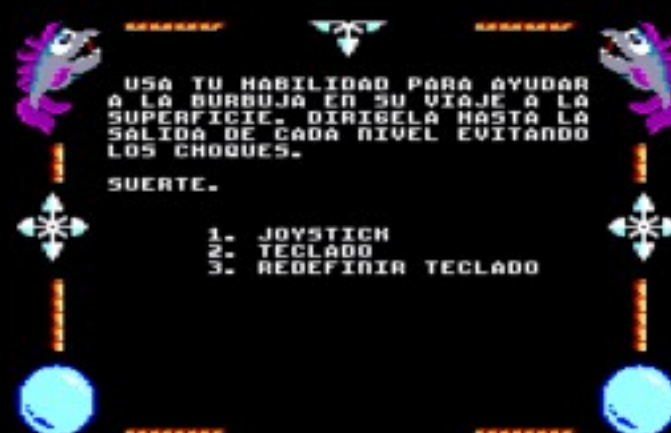 USA TU HABILIDAD PARA AYUDAR
A LA BURBUJA EN SU VIAJE A LA
SUPERFICIE. DIRIGELA HASTA LA
SALIDA DE CADA NIVEL EVITANDO
LOS CHOQUES.
SUERTE.
1. JOYSTICK
2. TECLADO
3. REDEFINIR TECLADO